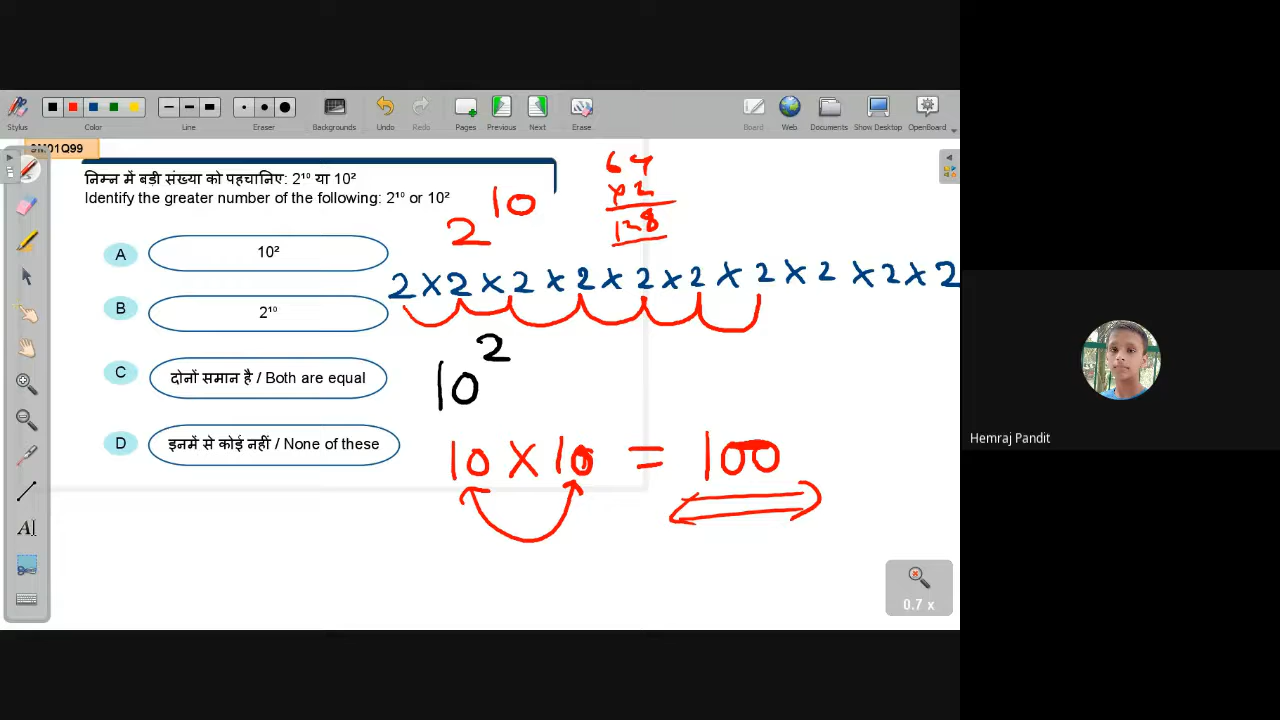 Stylus
Color
Line
Eraser
Backgrounds
Undo
Redo
Pages
Previous
Next
Erase
Board
Web
Documents
Show Desktop
OpenBoard
9M01Q99
निम्न में बड़ी संख्या को पहचानिए: 2¹⁰ या 10²
Identify the greater number of the following: 2¹⁰ or 10²
A 10²
B 2¹⁰
C दोनों समान है / Both are equal
D इनमें से कोई नहीं / None of these
2¹⁰
64
×2
128
2 × 2 × 2 × 2 × 2 × 2 × 2 × 2 × 2 × 2
10²
10 × 10 = 100
0.7 x
Hemraj Pandit